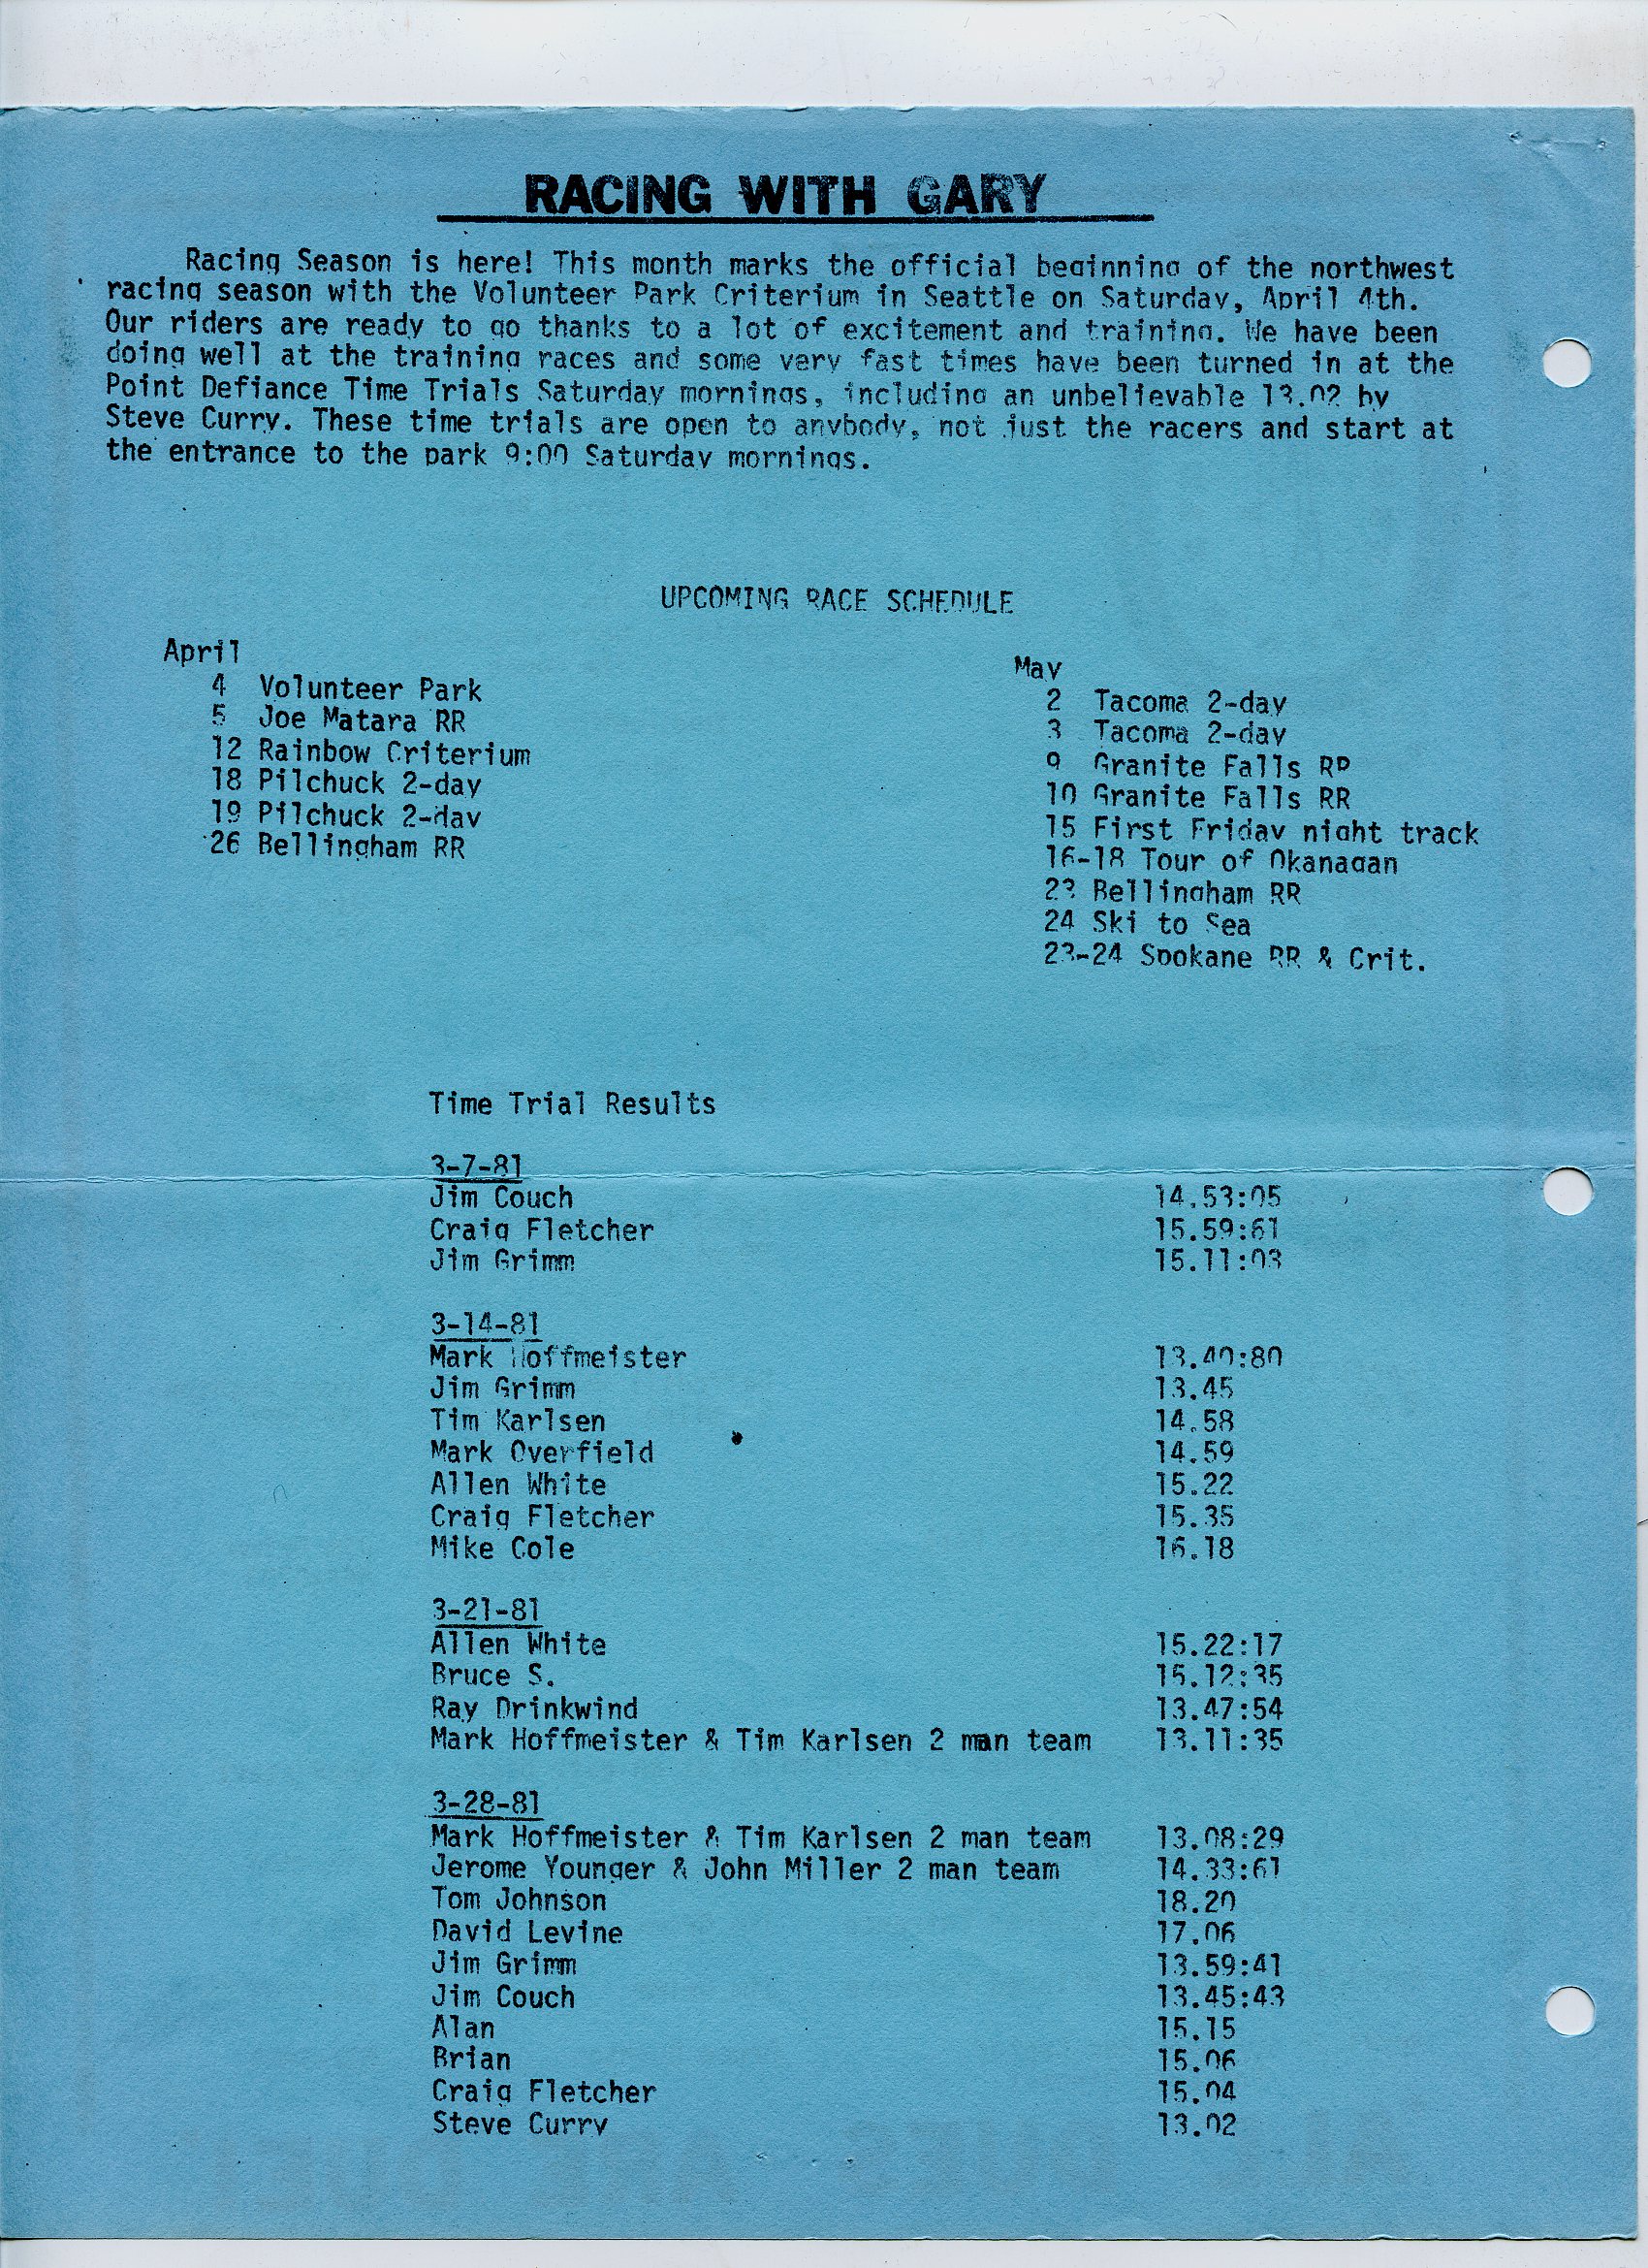 RACING WITH GARY
Racing Season is here! This month marks the official beginning of the northwest
racing season with the Volunteer Park Criterium in Seattle on Saturday, April 4th.
Our riders are ready to go thanks to a lot of excitement and training. We have been
doing well at the training races and some very fast times have been turned in at the
Point Defiance Time Trials Saturday mornings, including an unbelievable 13.02 by
Steve Curry. These time trials are open to anybody, not just the racers and start at
the entrance to the park 9:00 Saturday mornings.
UPCOMING RACE SCHEDULE
April
4 Volunteer Park
5 Joe Matara RR
12 Rainbow Criterium
18 Pilchuck 2-day
19 Pilchuck 2-day
26 Bellingham RR
May
2 Tacoma 2-day
3 Tacoma 2-day
9 Granite Falls RR
10 Granite Falls RR
15 First Friday night track
16-18 Tour of Okanagan
23 Bellingham RR
24 Ski to Sea
23-24 Spokane RR & Crit.
Time Trial Results
3-7-81
Jim Couch 14.53:05
Craig Fletcher 15.59:61
Jim Grimm 15.11:03
3-14-81
Mark Hoffmeister 13.40:80
Jim Grimm 13.45
Tim Karlsen 14.58
Mark Overfield 14.59
Allen White 15.22
Craig Fletcher 15.35
Mike Cole 16.18
3-21-81
Allen White 15.22:17
Bruce S. 15.12:35
Ray Drinkwind 13.47:54
Mark Hoffmeister & Tim Karlsen 2 man team 13.11:35
3-28-81
Mark Hoffmeister & Tim Karlsen 2 man team 13.08:29
Jerome Younger & John Miller 2 man team 14.33:61
Tom Johnson 18.20
David Levine 17.06
Jim Grimm 13.59:41
Jim Couch 13.45:43
Alan 15.15
Brian 15.06
Craig Fletcher 15.04
Steve Curry 13.02